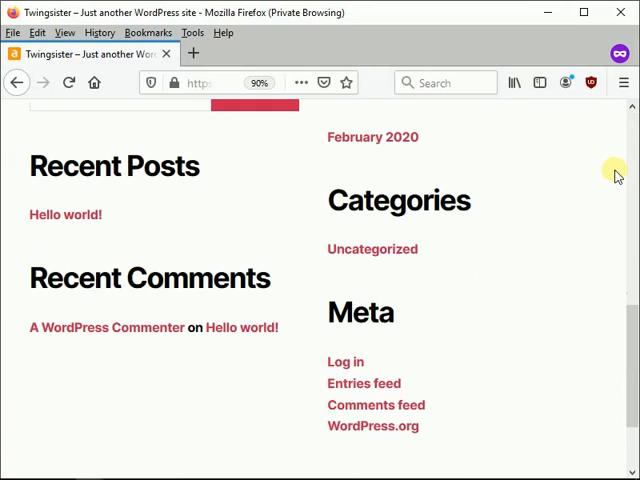 Twingsister – Just another WordPress site - Mozilla Firefox (Private Browsing)
File Edit View History Bookmarks Tools Help
Twingsister – Just another Wor
https 90% Search
February 2020
Recent Posts
Hello world!
Categories
Uncategorized
Recent Comments
A WordPress Commenter on Hello world!
Meta
Log in
Entries feed
Comments feed
WordPress.org